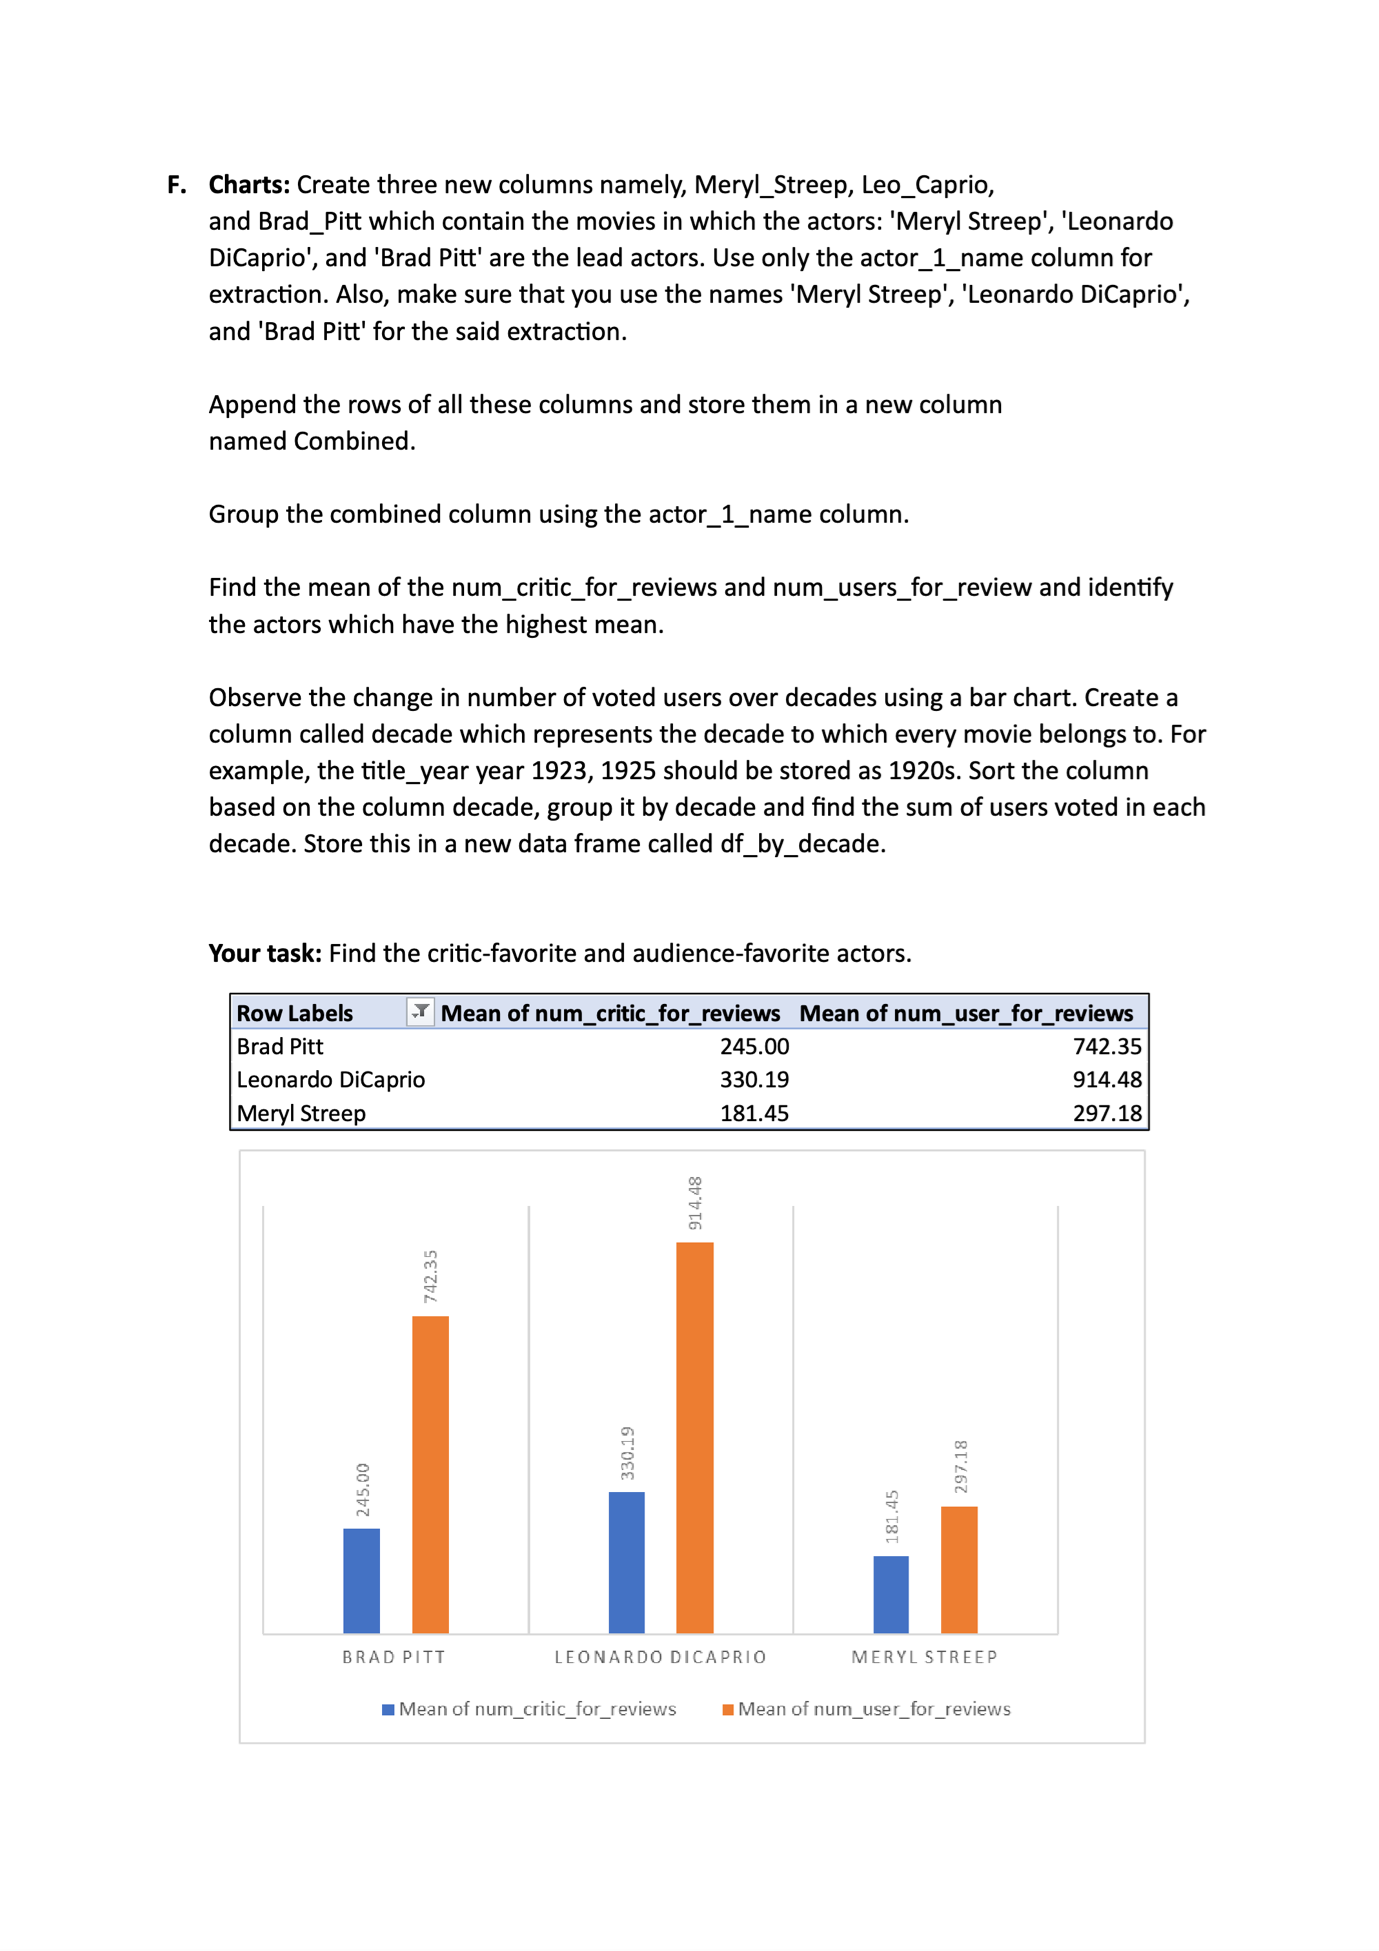 F. Charts: Create three new columns namely, Meryl_Streep, Leo_Caprio,
and Brad_Pitt which contain the movies in which the actors: 'Meryl Streep', 'Leonardo
DiCaprio', and 'Brad Pitt' are the lead actors. Use only the actor_1_name column for
extraction. Also, make sure that you use the names 'Meryl Streep', 'Leonardo DiCaprio',
and 'Brad Pitt' for the said extraction.
Append the rows of all these columns and store them in a new column
named Combined.
Group the combined column using the actor_1_name column.
Find the mean of the num_critic_for_reviews and num_users_for_review and identify
the actors which have the highest mean.
Observe the change in number of voted users over decades using a bar chart. Create a
column called decade which represents the decade to which every movie belongs to. For
example, the title_year year 1923, 1925 should be stored as 1920s. Sort the column
based on the column decade, group it by decade and find the sum of users voted in each
decade. Store this in a new data frame called df_by_decade.
Your task: Find the critic-favorite and audience-favorite actors.
Row Labels Mean of num_critic_for_reviews Mean of num_user_for_reviews
Brad Pitt 245.00 742.35
Leonardo DiCaprio 330.19 914.48
Meryl Streep 181.45 297.18
245.00
742.35
330.19
914.48
181.45
297.18
BRAD PITT LEONARDO DICAPRIO MERYL STREEP
Mean of num_critic_for_reviews Mean of num_user_for_reviews